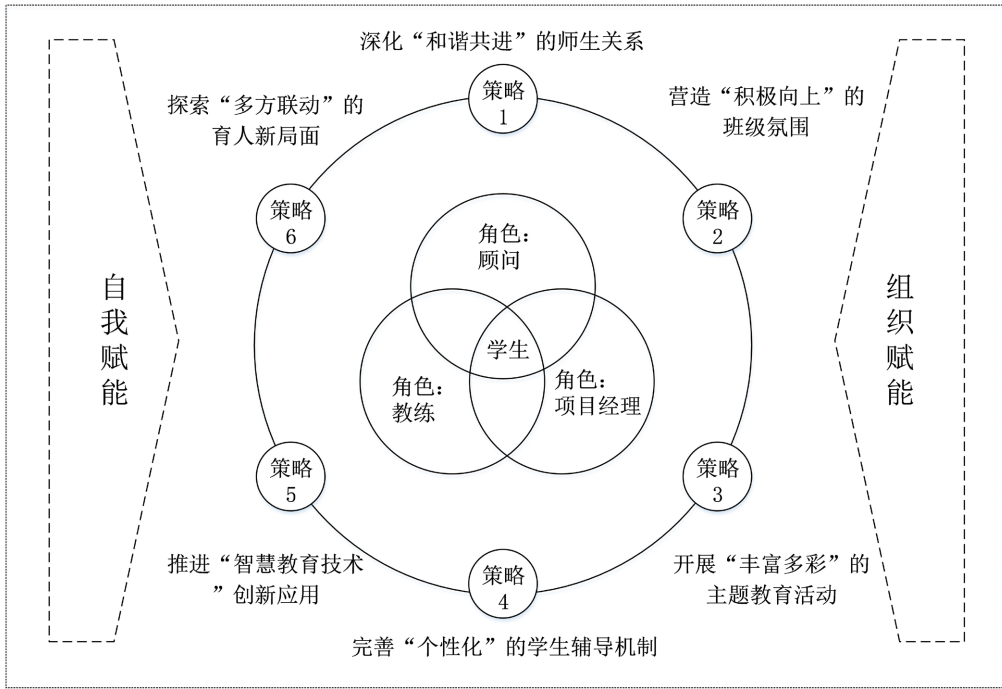 深化“和谐共进”的师生关系
策略
1
探索“多方联动”的
育人新局面
营造“积极向上”的
班级氛围
策略
6
策略
2
角色：
顾问
自
我
赋
能
组
织
赋
能
学生
角色：
教练
角色：
项目经理
策略
5
策略
3
推进“智慧教育技术
”创新应用
策略
4
开展“丰富多彩”的
主题教育活动
完善“个性化”的学生辅导机制